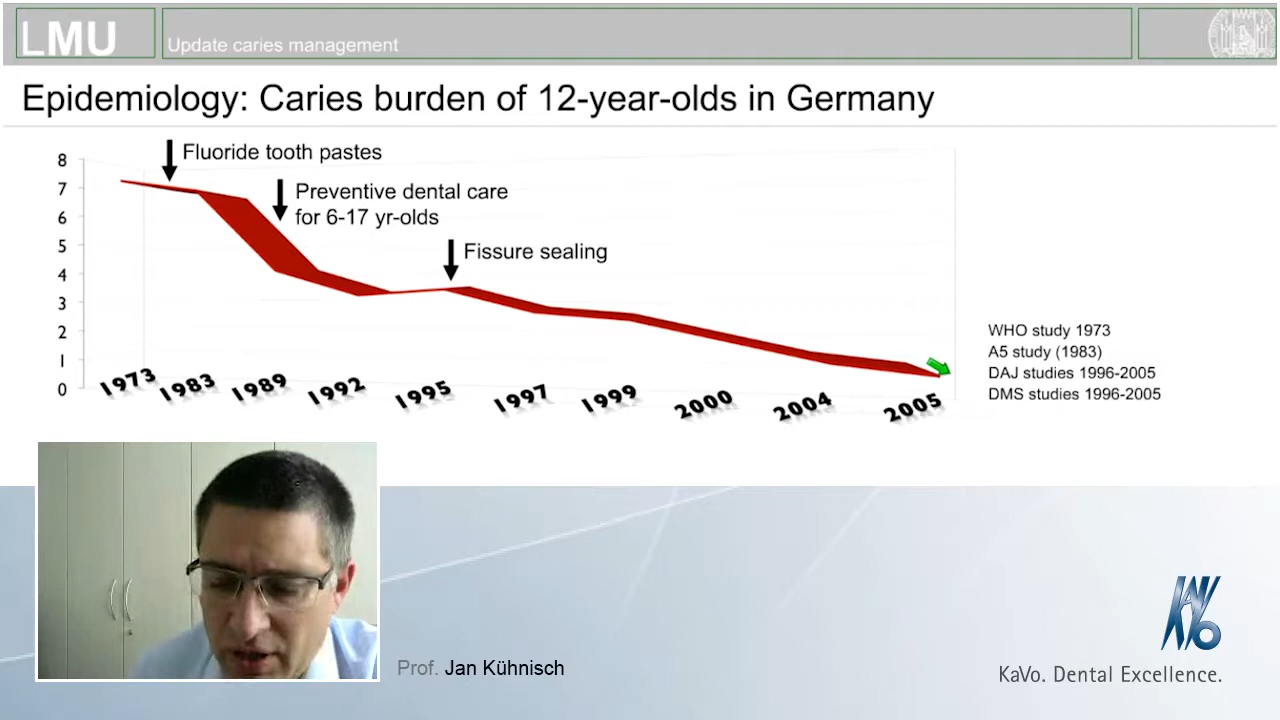 LMU
Update caries management
Epidemiology: Caries burden of 12-year-olds in Germany
8
7
6
5
4
3
2
1
0
Fluoride tooth pastes
Preventive dental care
for 6-17 yr-olds
Fissure sealing
1973 1983 1989 1992 1995 1997 1999 2000 2004 2005
WHO study 1973
A5 study (1983)
DAJ studies 1996-2005
DMS studies 1996-2005
Prof. Jan Kühnisch
KAVO
KaVo. Dental Excellence.